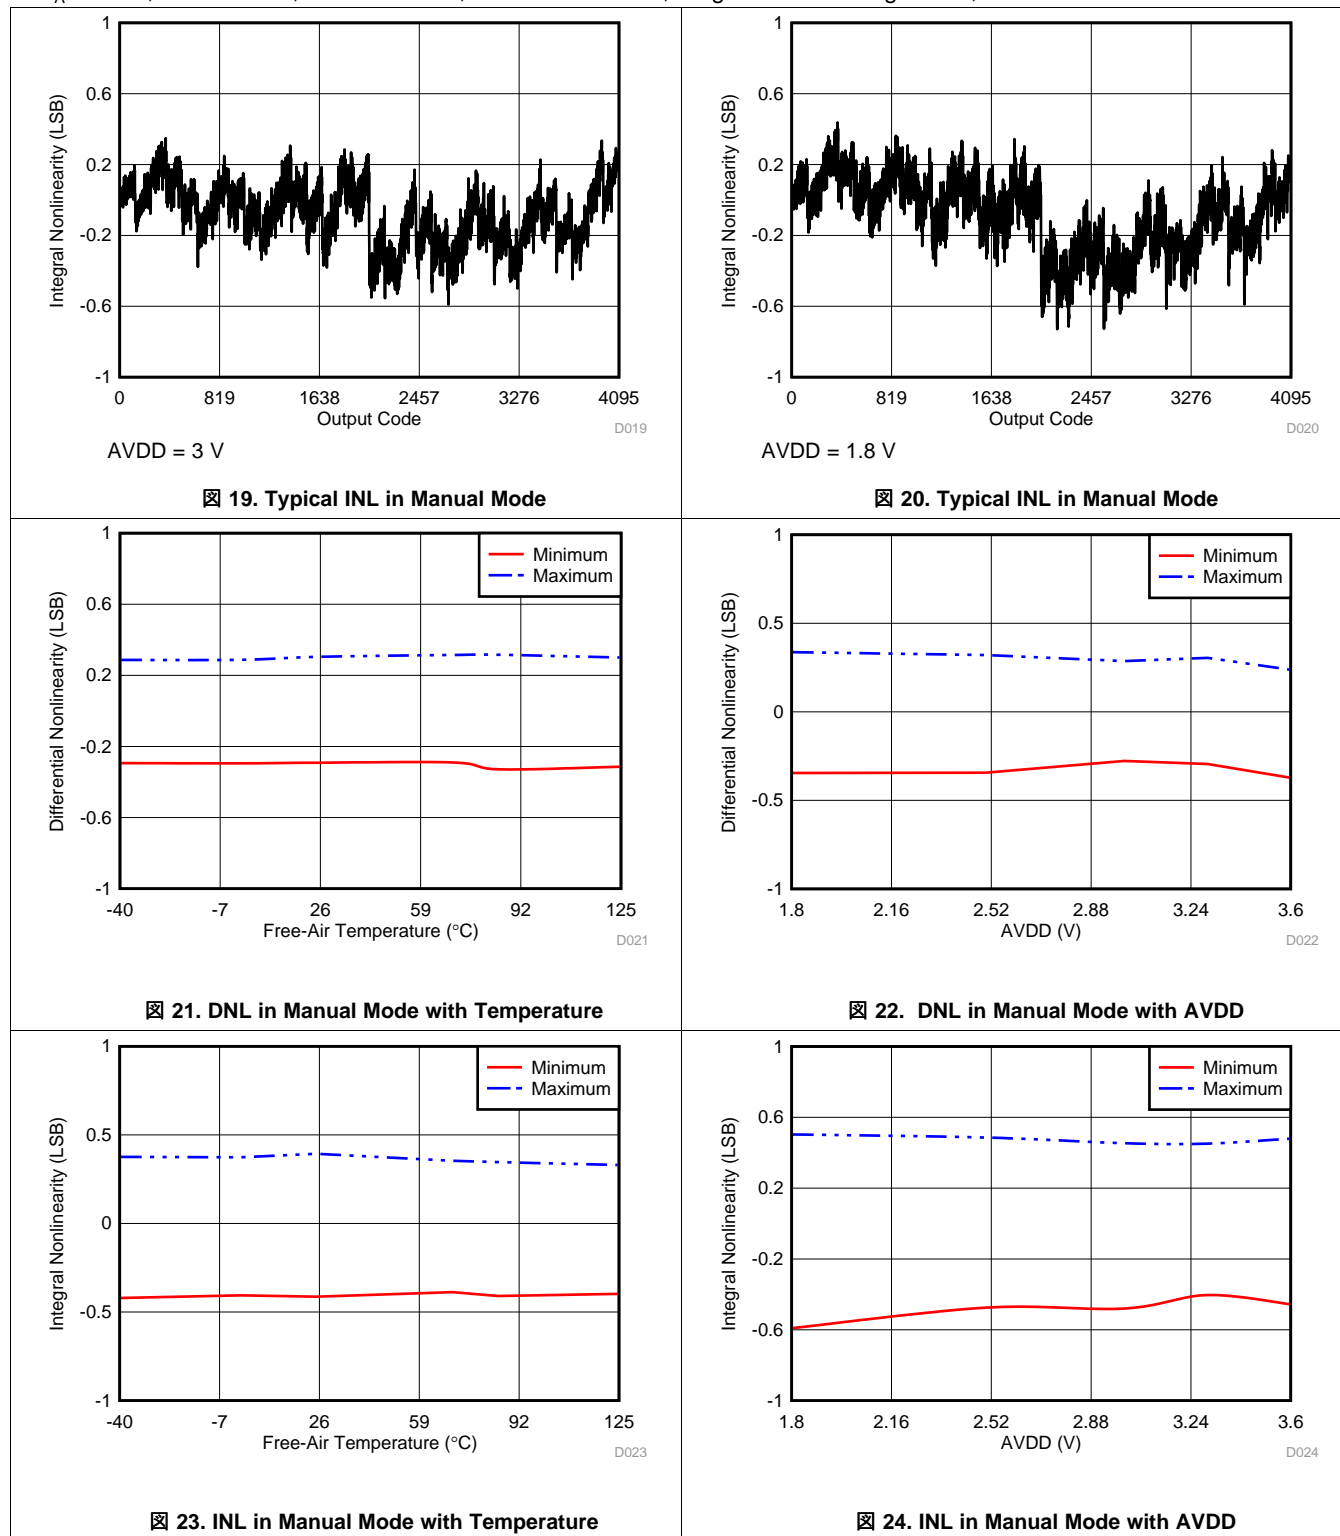 1
0.6
0.2
-0.2
-0.6
-1
Integral Nonlinearity (LSB)
0 819 1638 2457 3276 4095
Output Code
D019
AVDD = 3 V
図 19. Typical INL in Manual Mode
1
0.6
0.2
-0.2
-0.6
-1
Integral Nonlinearity (LSB)
0 819 1638 2457 3276 4095
Output Code
D020
AVDD = 1.8 V
図 20. Typical INL in Manual Mode
1
0.6
0.2
-0.2
-0.6
-1
Differential Nonlinearity (LSB)
Minimum
Maximum
-40 -7 26 59 92 125
Free-Air Temperature (°C)
D021
図 21. DNL in Manual Mode with Temperature
1
0.5
0
-0.5
-1
Differential Nonlinearity (LSB)
Minimum
Maximum
1.8 2.16 2.52 2.88 3.24 3.6
AVDD (V)
D022
図 22. DNL in Manual Mode with AVDD
1
0.5
0
-0.5
-1
Integral Nonlinearity (LSB)
Minimum
Maximum
-40 -7 26 59 92 125
Free-Air Temperature (°C)
D023
図 23. INL in Manual Mode with Temperature
1
0.6
0.2
-0.2
-0.6
-1
Integral Nonlinearity (LSB)
Minimum
Maximum
1.8 2.16 2.52 2.88 3.24 3.6
AVDD (V)
D024
図 24. INL in Manual Mode with AVDD